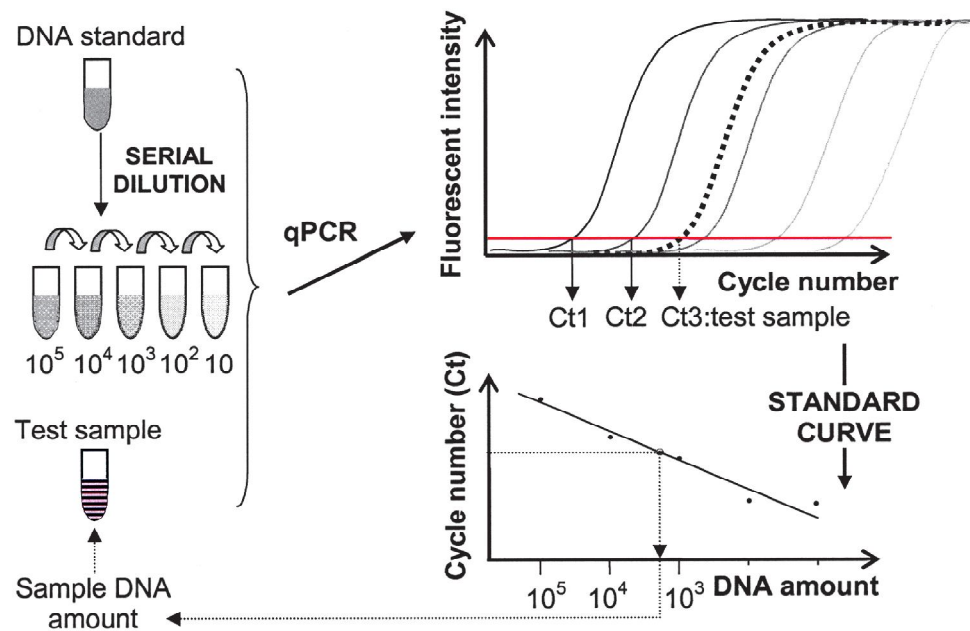 DNA standard
SERIAL
DILUTION
10⁵ 10⁴ 10³ 10² 10
Test sample
Sample DNA
amount
qPCR
Fluorescent intensity
Cycle number
Ct1 Ct2 Ct3:test sample
STANDARD
CURVE
Cycle number (Ct)
10⁵ 10⁴ 10³ DNA amount